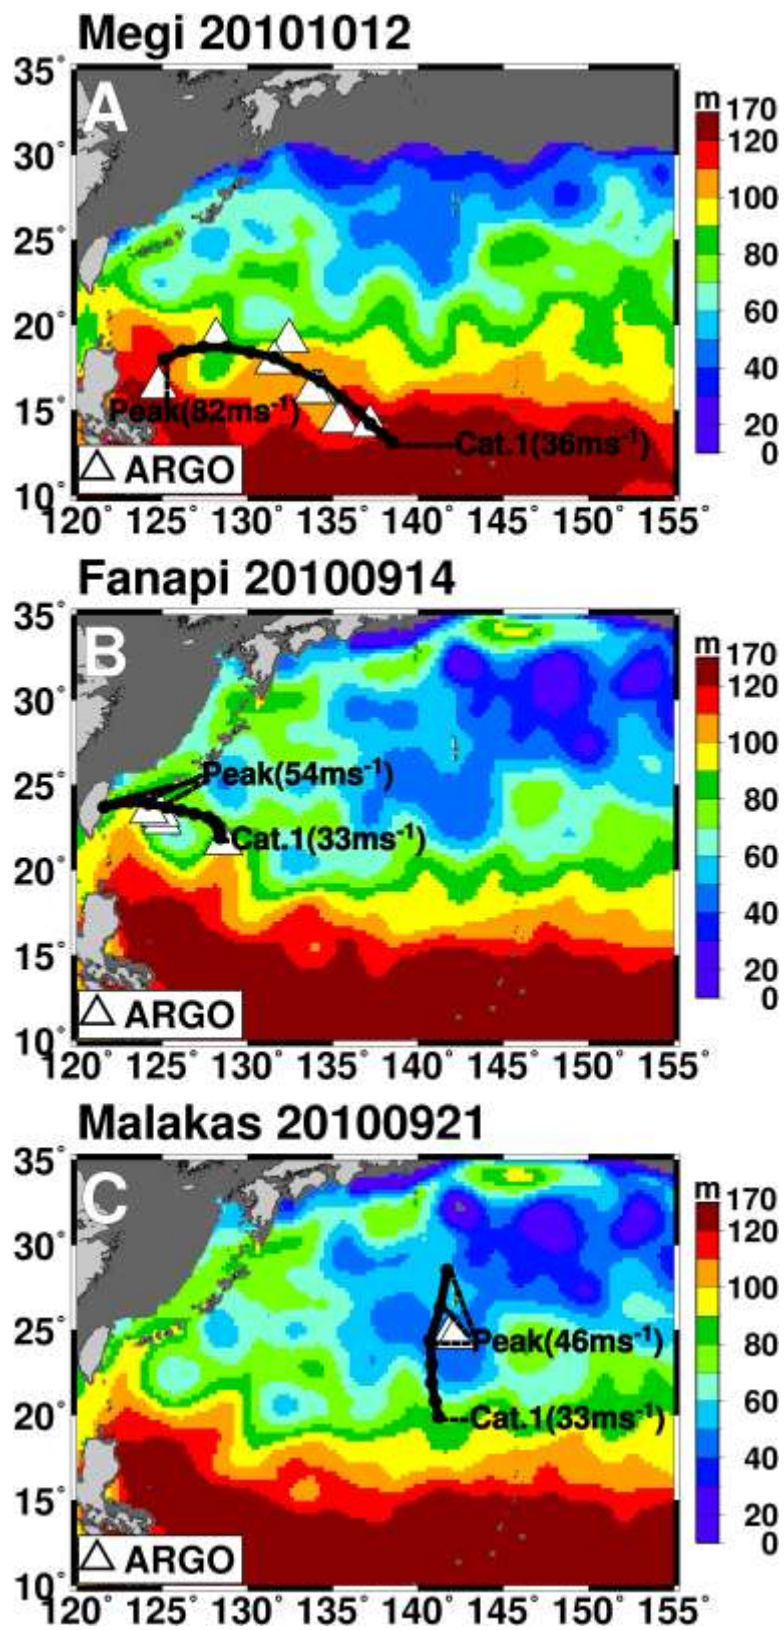 Megi 20101012
A
35°
30°
25°
20°
15°
10°
Peak(82ms⁻¹)
Cat.1(36ms⁻¹)
ARGO
120° 125° 130° 135° 140° 145° 150° 155°
m
170
120
100
80
60
40
20
0
Fanapi 20100914
B
35°
30°
25°
20°
15°
10°
Peak(54ms⁻¹)
Cat.1(33ms⁻¹)
ARGO
120° 125° 130° 135° 140° 145° 150° 155°
m
170
120
100
80
60
40
20
0
Malakas 20100921
C
35°
30°
25°
20°
15°
10°
Peak(46ms⁻¹)
Cat.1(33ms⁻¹)
ARGO
120° 125° 130° 135° 140° 145° 150° 155°
m
170
120
100
80
60
40
20
0